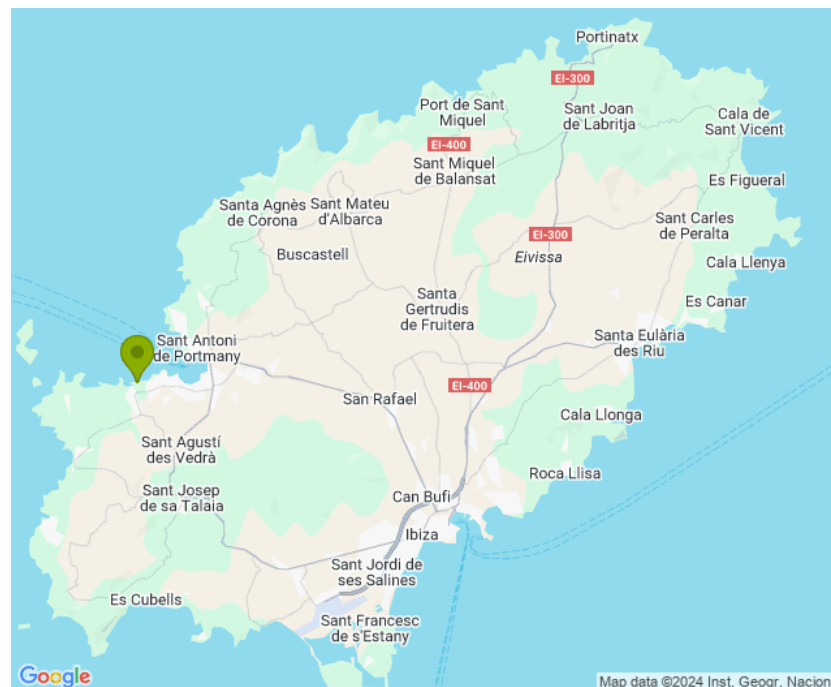 Portinatx
EI-300
Port de Sant
Miquel
Sant Joan
de Labritja
Cala de
Sant Vicent
EI-400
Sant Miquel
de Balansat
Es Figueral
Santa Agnès
de Corona
Sant Mateu
d'Albarca
Sant Carles
de Peralta
EI-300
Buscastell
Eivissa
Cala Llenya
Santa
Gertrudis
de Fruitera
Es Canar
Sant Antoni
de Portmany
Santa Eulària
des Riu
EI-400
San Rafael
Cala Llonga
Sant Agustí
des Vedrà
Roca Llisa
Sant Josep
de sa Talaia
Can Bufi
Ibiza
Sant Jordi de
ses Salines
Es Cubells
Sant Francesc
de s'Estany
Google
Map data ©2024 Inst. Geogr. Nacion